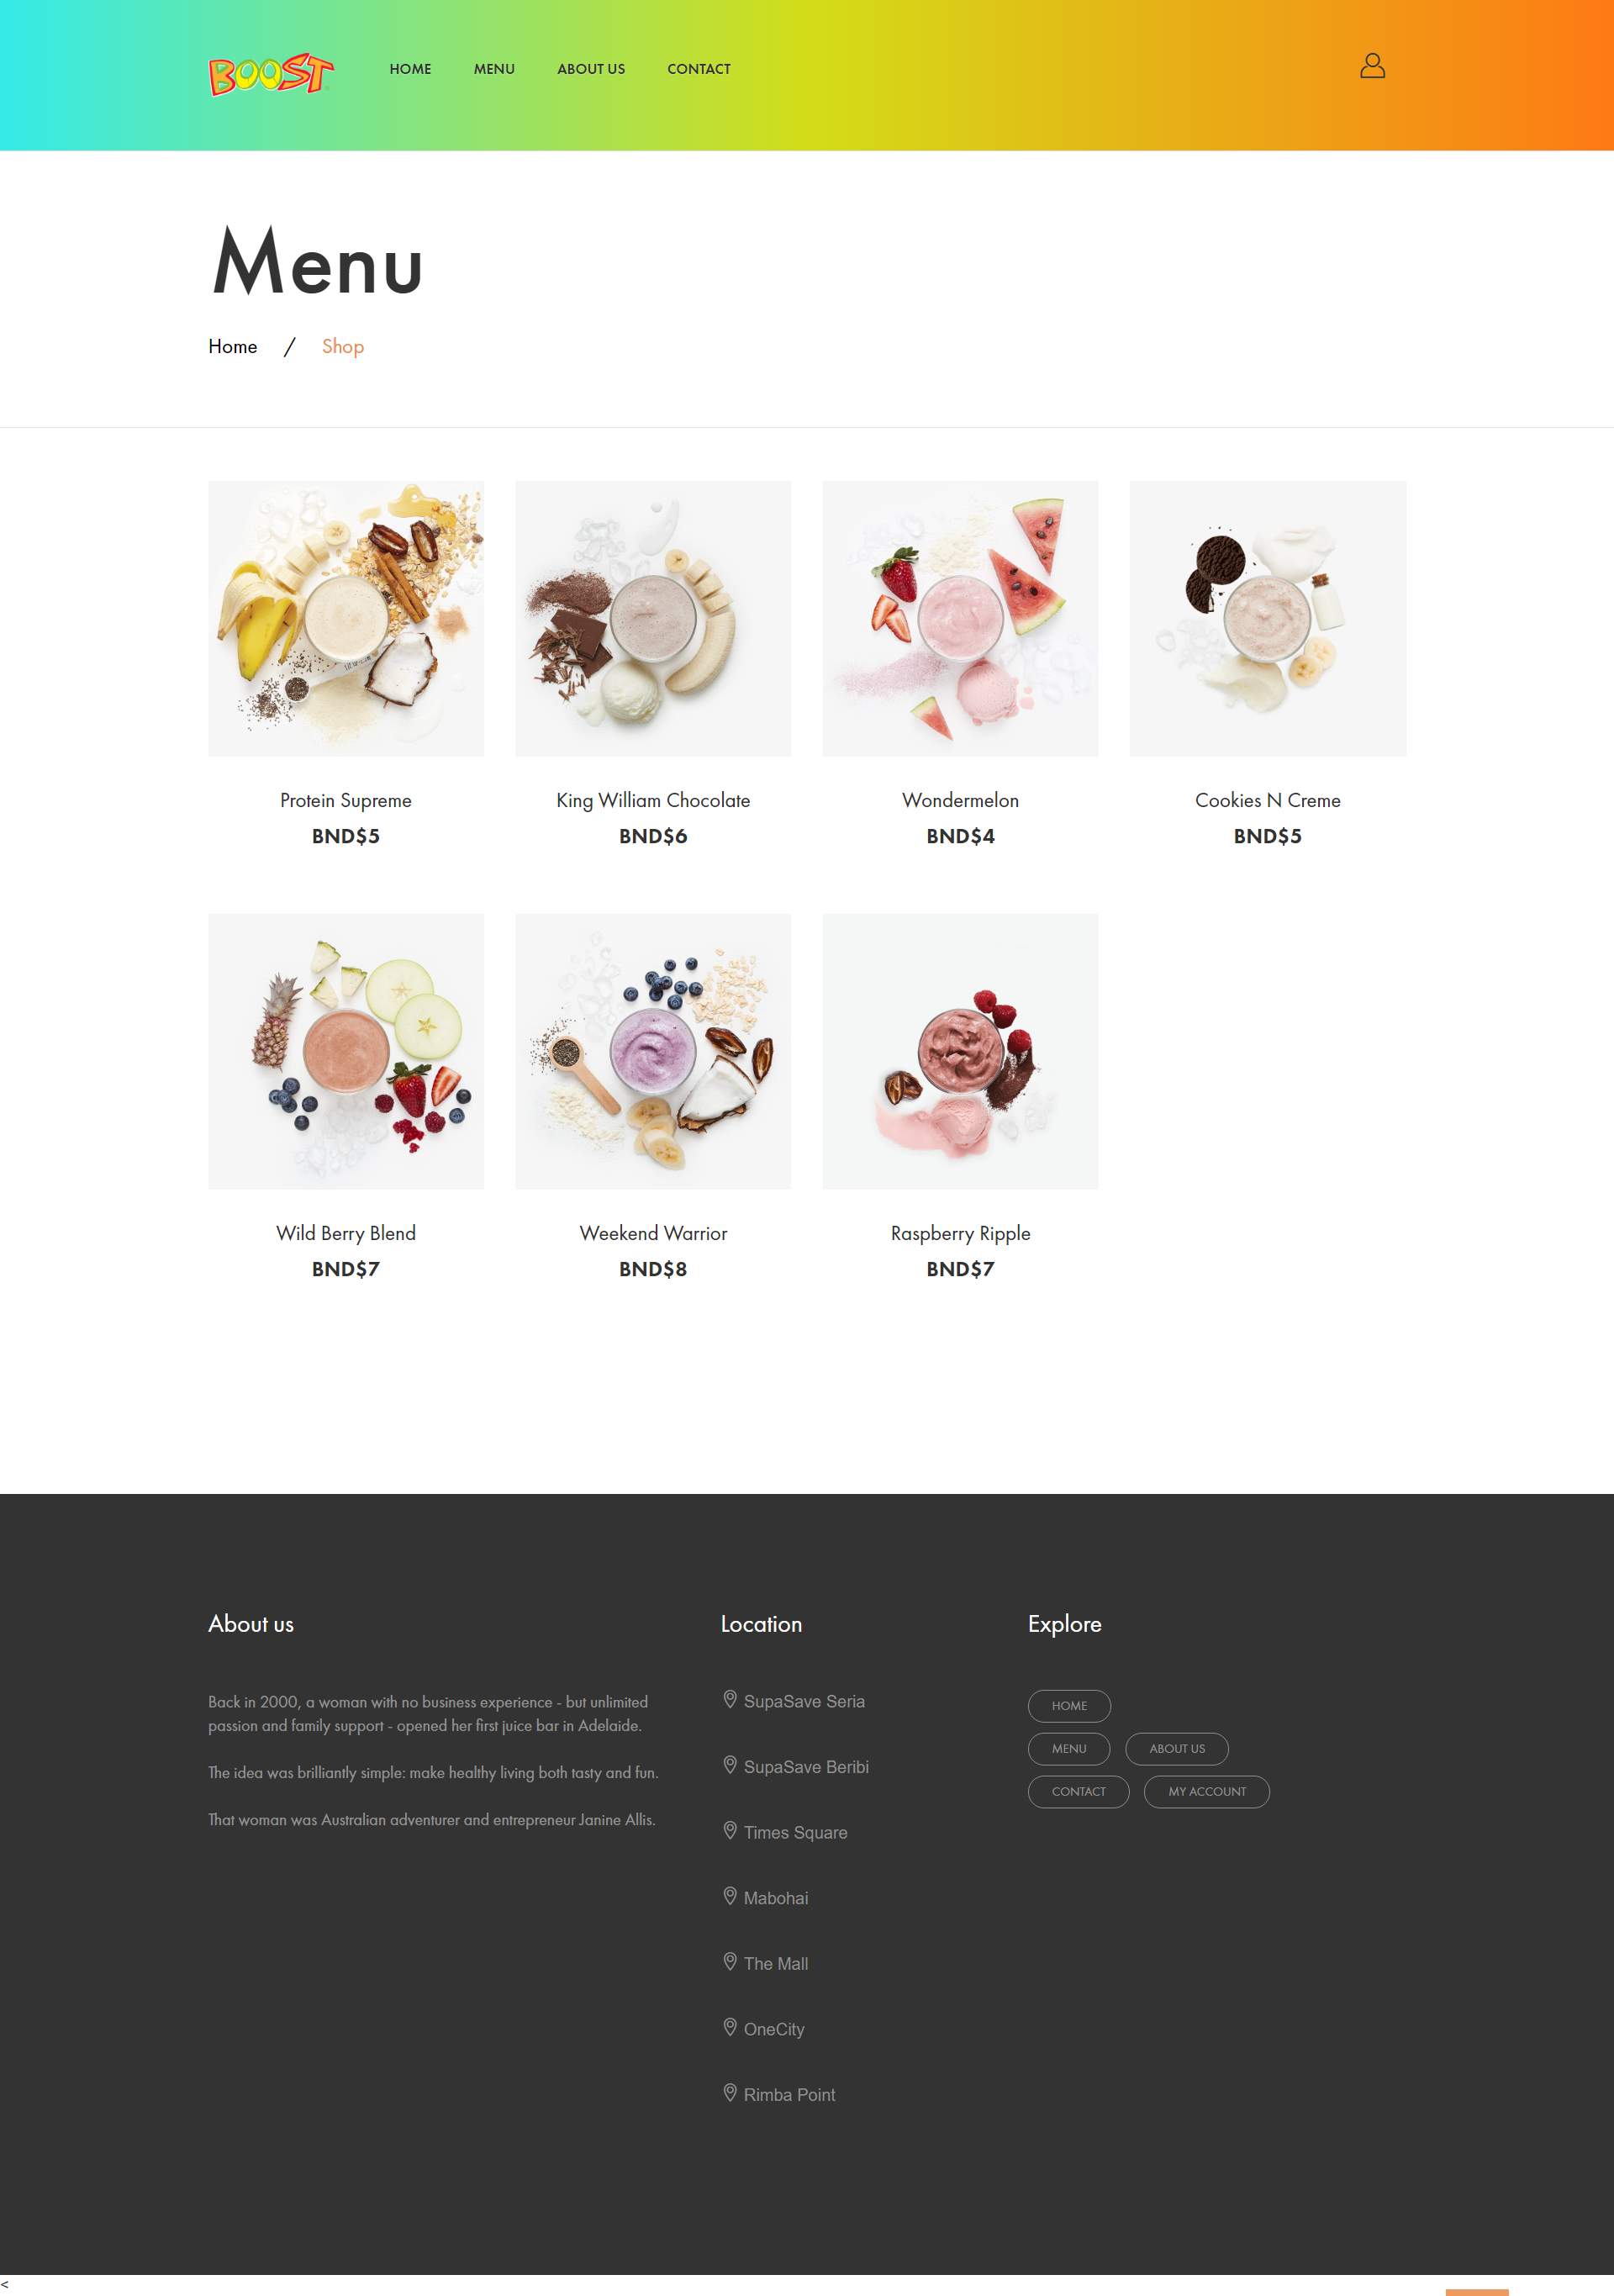 BOOST
HOME
MENU
ABOUT US
CONTACT
Menu
Home / Shop
Protein Supreme
BND$5
King William Chocolate
BND$6
Wondermelon
BND$4
Cookies N Creme
BND$5
Wild Berry Blend
BND$7
Weekend Warrior
BND$8
Raspberry Ripple
BND$7
About us
Back in 2000, a woman with no business experience - but unlimited
passion and family support - opened her first juice bar in Adelaide.
The idea was brilliantly simple: make healthy living both tasty and fun.
That woman was Australian adventurer and entrepreneur Janine Allis.
Location
SupaSave Seria
SupaSave Beribi
Times Square
Mabohai
The Mall
OneCity
Rimba Point
Explore
HOME
MENU
ABOUT US
CONTACT
MY ACCOUNT
<